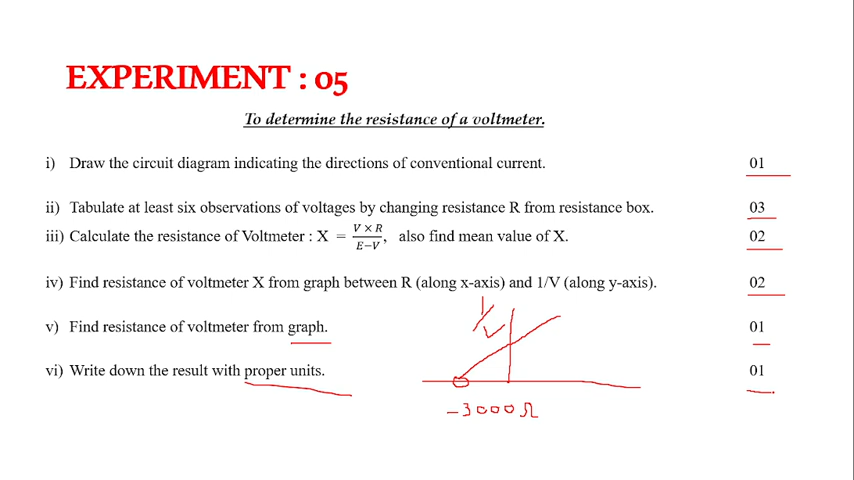 EXPERIMENT : 05
To determine the resistance of a voltmeter.
i) Draw the circuit diagram indicating the directions of conventional current. 01
ii) Tabulate at least six observations of voltages by changing resistance R from resistance box. 03
iii) Calculate the resistance of Voltmeter : X = V × R / E−V, also find mean value of X. 02
iv) Find resistance of voltmeter X from graph between R (along x-axis) and 1/V (along y-axis). 02
1/V
v) Find resistance of voltmeter from graph. 01
vi) Write down the result with proper units. 01
-3000Ω